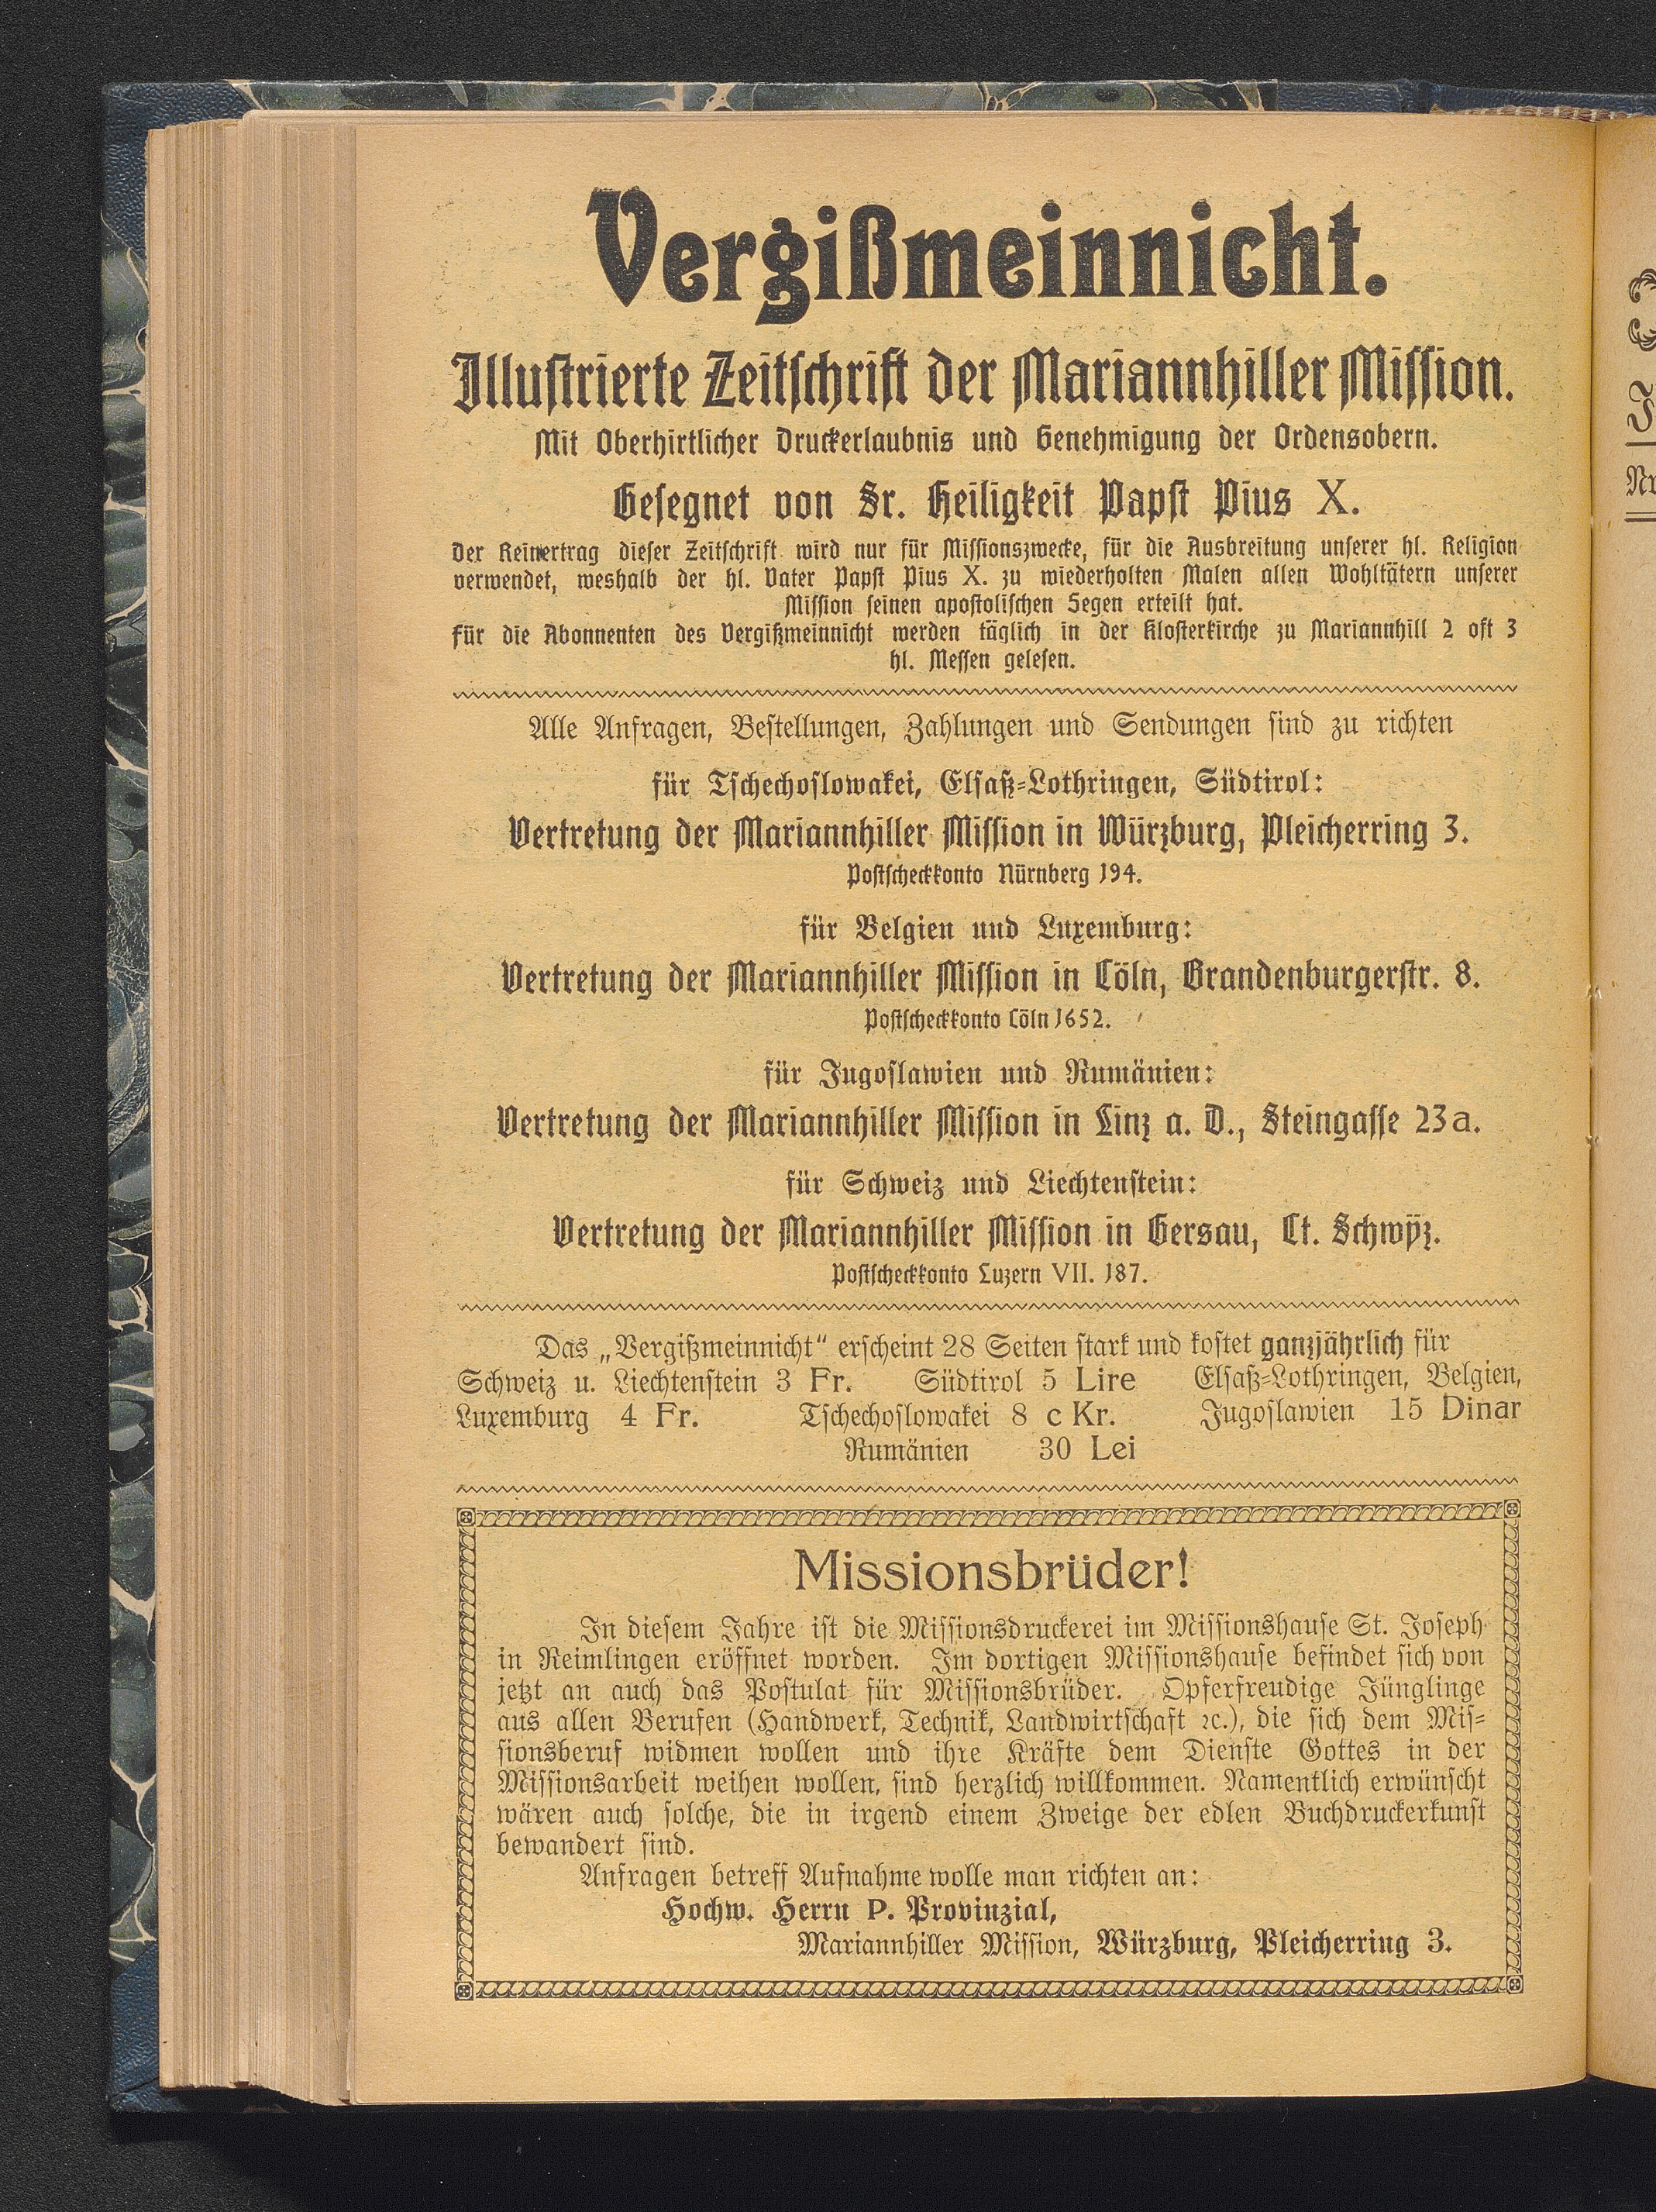 Vergißmeinnicht.
Illustrierte Zeitschrift der Mariannhiller Mission.
Mit Oberhirtlicher Druckerlaubnis und Genehmigung der Ordensobern.
Gesegnet von Sr. Heiligkeit Papst Pius X.
Der Reinertrag dieser Zeitschrift wird nur für Missionszwecke, für die Ausbreitung unserer hl. Religion
verwendet, weshalb der hl. Vater Papst Pius X. zu wiederholten Malen allen Wohltätern unserer
Mission seinen apostolischen Segen erteilt hat.
Für die Abonnenten des Vergißmeinnicht werden täglich in der Klosterkirche zu Mariannhill 2 oft 3
hl. Messen gelesen.
Alle Anfragen, Bestellungen, Zahlungen und Sendungen sind zu richten
für Tschechoslowakei, Elsaß-Lothringen, Südtirol:
Vertretung der Mariannhiller Mission in Würzburg, Pleicherring 3.
Postscheckkonto Nürnberg 194.
für Belgien und Luxemburg:
Vertretung der Mariannhiller Mission in Cöln, Brandenburgerstr. 8.
Postscheckkonto Cöln 1652.
für Jugoslawien und Rumänien:
Vertretung der Mariannhiller Mission in Linz a. D., Steingasse 23a.
für Schweiz und Liechtenstein:
Vertretung der Mariannhiller Mission in Gersau, Ct. Schwÿz.
Postscheckkonto Luzern VII. 187.
Das „Vergißmeinnicht“ erscheint 28 Seiten stark und kostet ganzjährlich für
Schweiz u. Liechtenstein 3 Fr. Südtirol 5 Lire Elsaß-Lothringen, Belgien,
Luxemburg 4 Fr. Tschechoslowakei 8 c Kr. Jugoslawien 15 Dinar
Rumänien 30 Lei
Missionsbrüder!
In diesem Jahre ist die Missionsdruckerei im Missionshause St. Joseph
in Reimlingen eröffnet worden. Im dortigen Missionshause befindet sich von
jetzt an auch das Postulat für Missionsbrüder. Opferfreudige Jünglinge
aus allen Berufen (Handwerk, Technik, Landwirtschaft ꝛc.), die sich dem Mis-
sionsberuf widmen wollen und ihre Kräfte dem Dienste Gottes in der
Missionsarbeit weihen wollen, sind herzlich willkommen. Namentlich erwünscht
wären auch solche, die in irgend einem Zweige der edlen Buchdruckerkunst
bewandert sind.
Anfragen betreff Aufnahme wolle man richten an:
Hochw. Herrn P. Provinzial,
Mariannhiller Mission, Würzburg, Pleicherring 3.